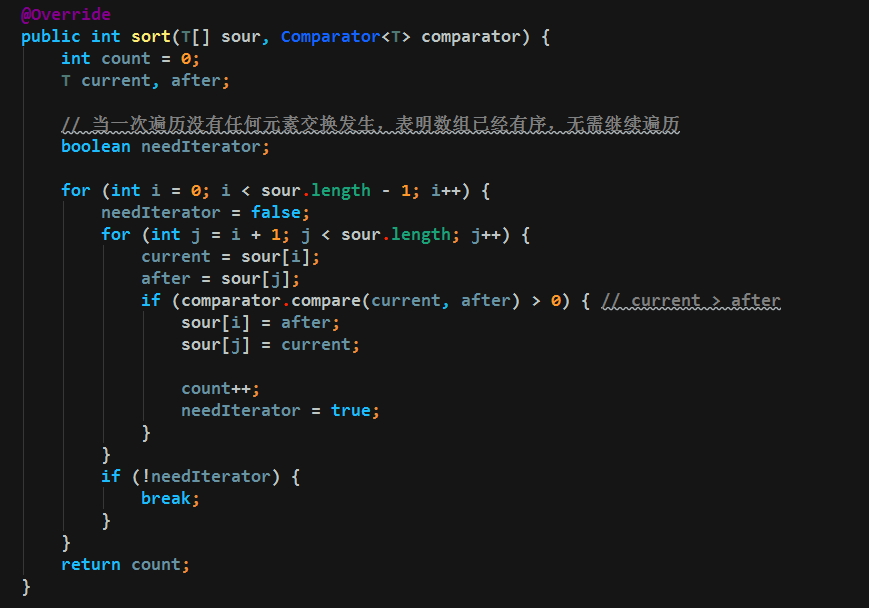 @Override
public int sort(T[] sour, Comparator<T> comparator) {
int count = 0;
T current, after;
// 当一次遍历没有任何元素交换发生，表明数组已经有序，无需继续遍历
boolean needIterator;
for (int i = 0; i < sour.length - 1; i++) {
needIterator = false;
for (int j = i + 1; j < sour.length; j++) {
current = sour[i];
after = sour[j];
if (comparator.compare(current, after) > 0) { // current > after
sour[i] = after;
sour[j] = current;
count++;
needIterator = true;
}
}
if (!needIterator) {
break;
}
}
return count;
}